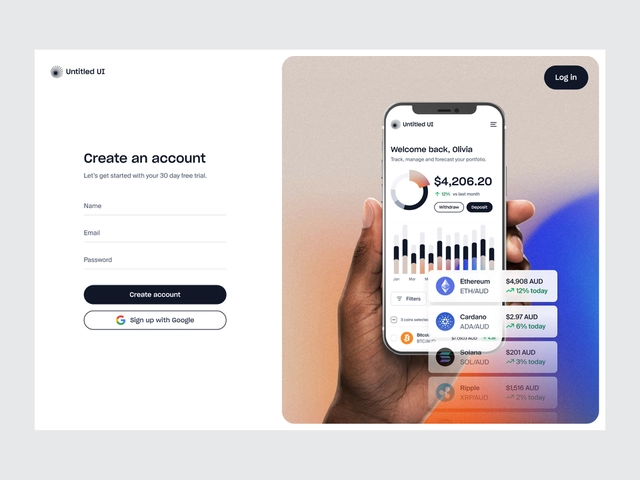 Untitled UI
Log in
Create an account
Let's get started with your 30 day free trial.
Name
Email
Password
Create account
Sign up with Google
Untitled UI
Welcome back, Olivia
Track, manage and forecast your portfolio.
$4,206.20
12% vs last month
Withdraw
Deposit
Jan
Mar
Filters
3 coins selected
Ethereum
ETH/AUD
$4,908 AUD
12% today
Cardano
ADA/AUD
$2.97 AUD
6% today
Solana
SOL/AUD
$201 AUD
3% today
Ripple
XRP/AUD
$1,516 AUD
2% today